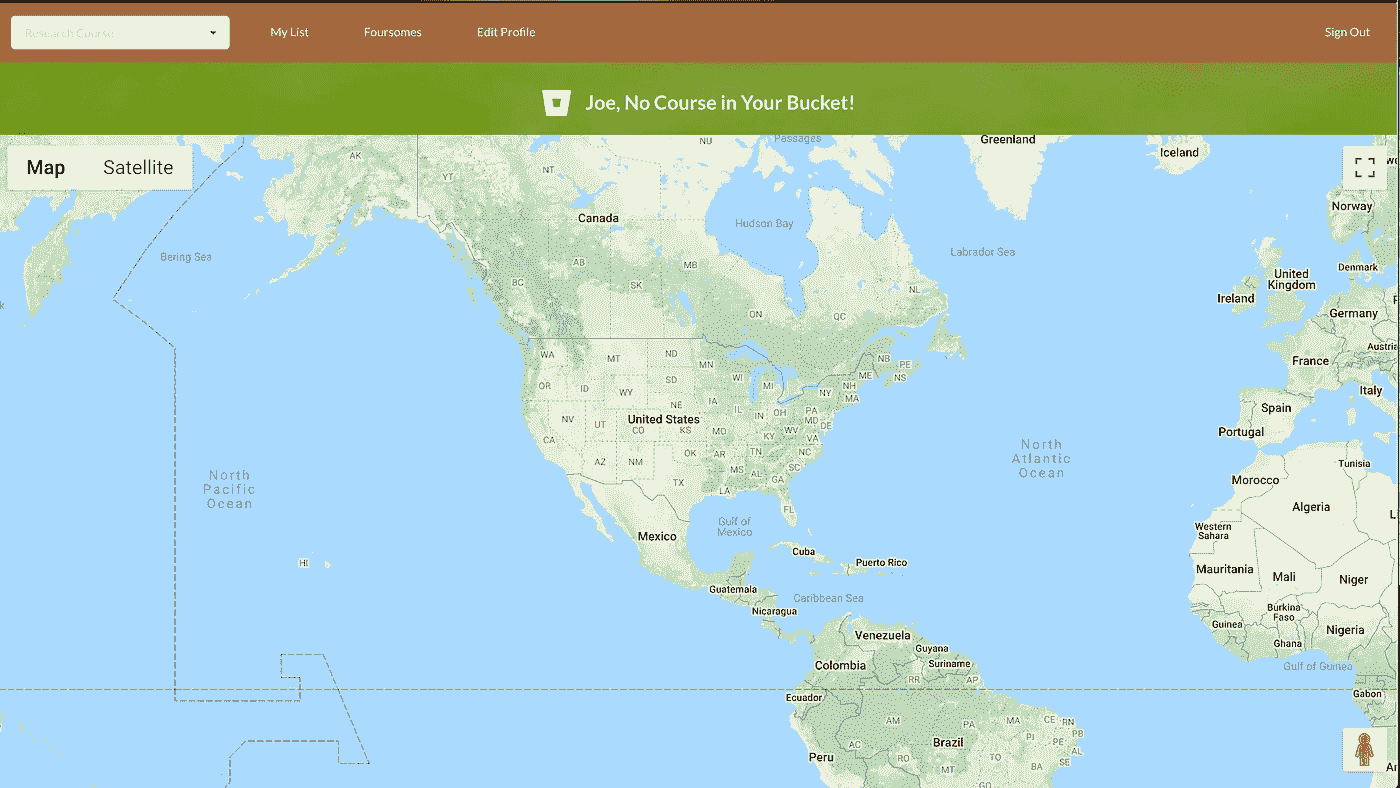 Research Course
My List
Foursomes
Edit Profile
Sign Out
Joe, No Course in Your Bucket!
Map
Satellite
AK
YT
NT
NU
Passages
Greenland
Iceland
Norway
Canada
Hudson Bay
Bering Sea
Labrador Sea
AB
MB
BC
SK
NL
ON
QC
United
Kingdom
Denmark
Ireland
Germany
WA
MT
ND
MN
NB
PE
NS
ME
Austria
France
OR
ID
WY
SD
WI
MI
NH
NY
MA
Italy
NE
IA
IL
IN
OH
PA
MD
DE
Spain
NV
UT
United States
CO
KS
MO
KY
WV
VA
Portugal
CA
AZ
NM
OK
AR
TN
NC
North
Atlantic
Ocean
MS
AL
SC
GA
Tunisia
North
Pacific
Ocean
TX
LA
FL
Morocco
Algeria
Gulf of
Mexico
Mexico
Western
Sahara
HI
Cuba
Puerto Rico
Mauritania
Mali
Niger
Guatemala
Caribbean Sea
Nicaragua
Burkina
Faso
Guinea
Nigeria
Ghana
Venezuela
Guyana
Suriname
Colombia
Gulf of Guinea
RR
AP
Ecuador
Gabon
AM
PA
MA
CE
RN
PB
PI
PE
AL
AC
Brazil
RO
TO
SE
Peru
MT
BA
GO